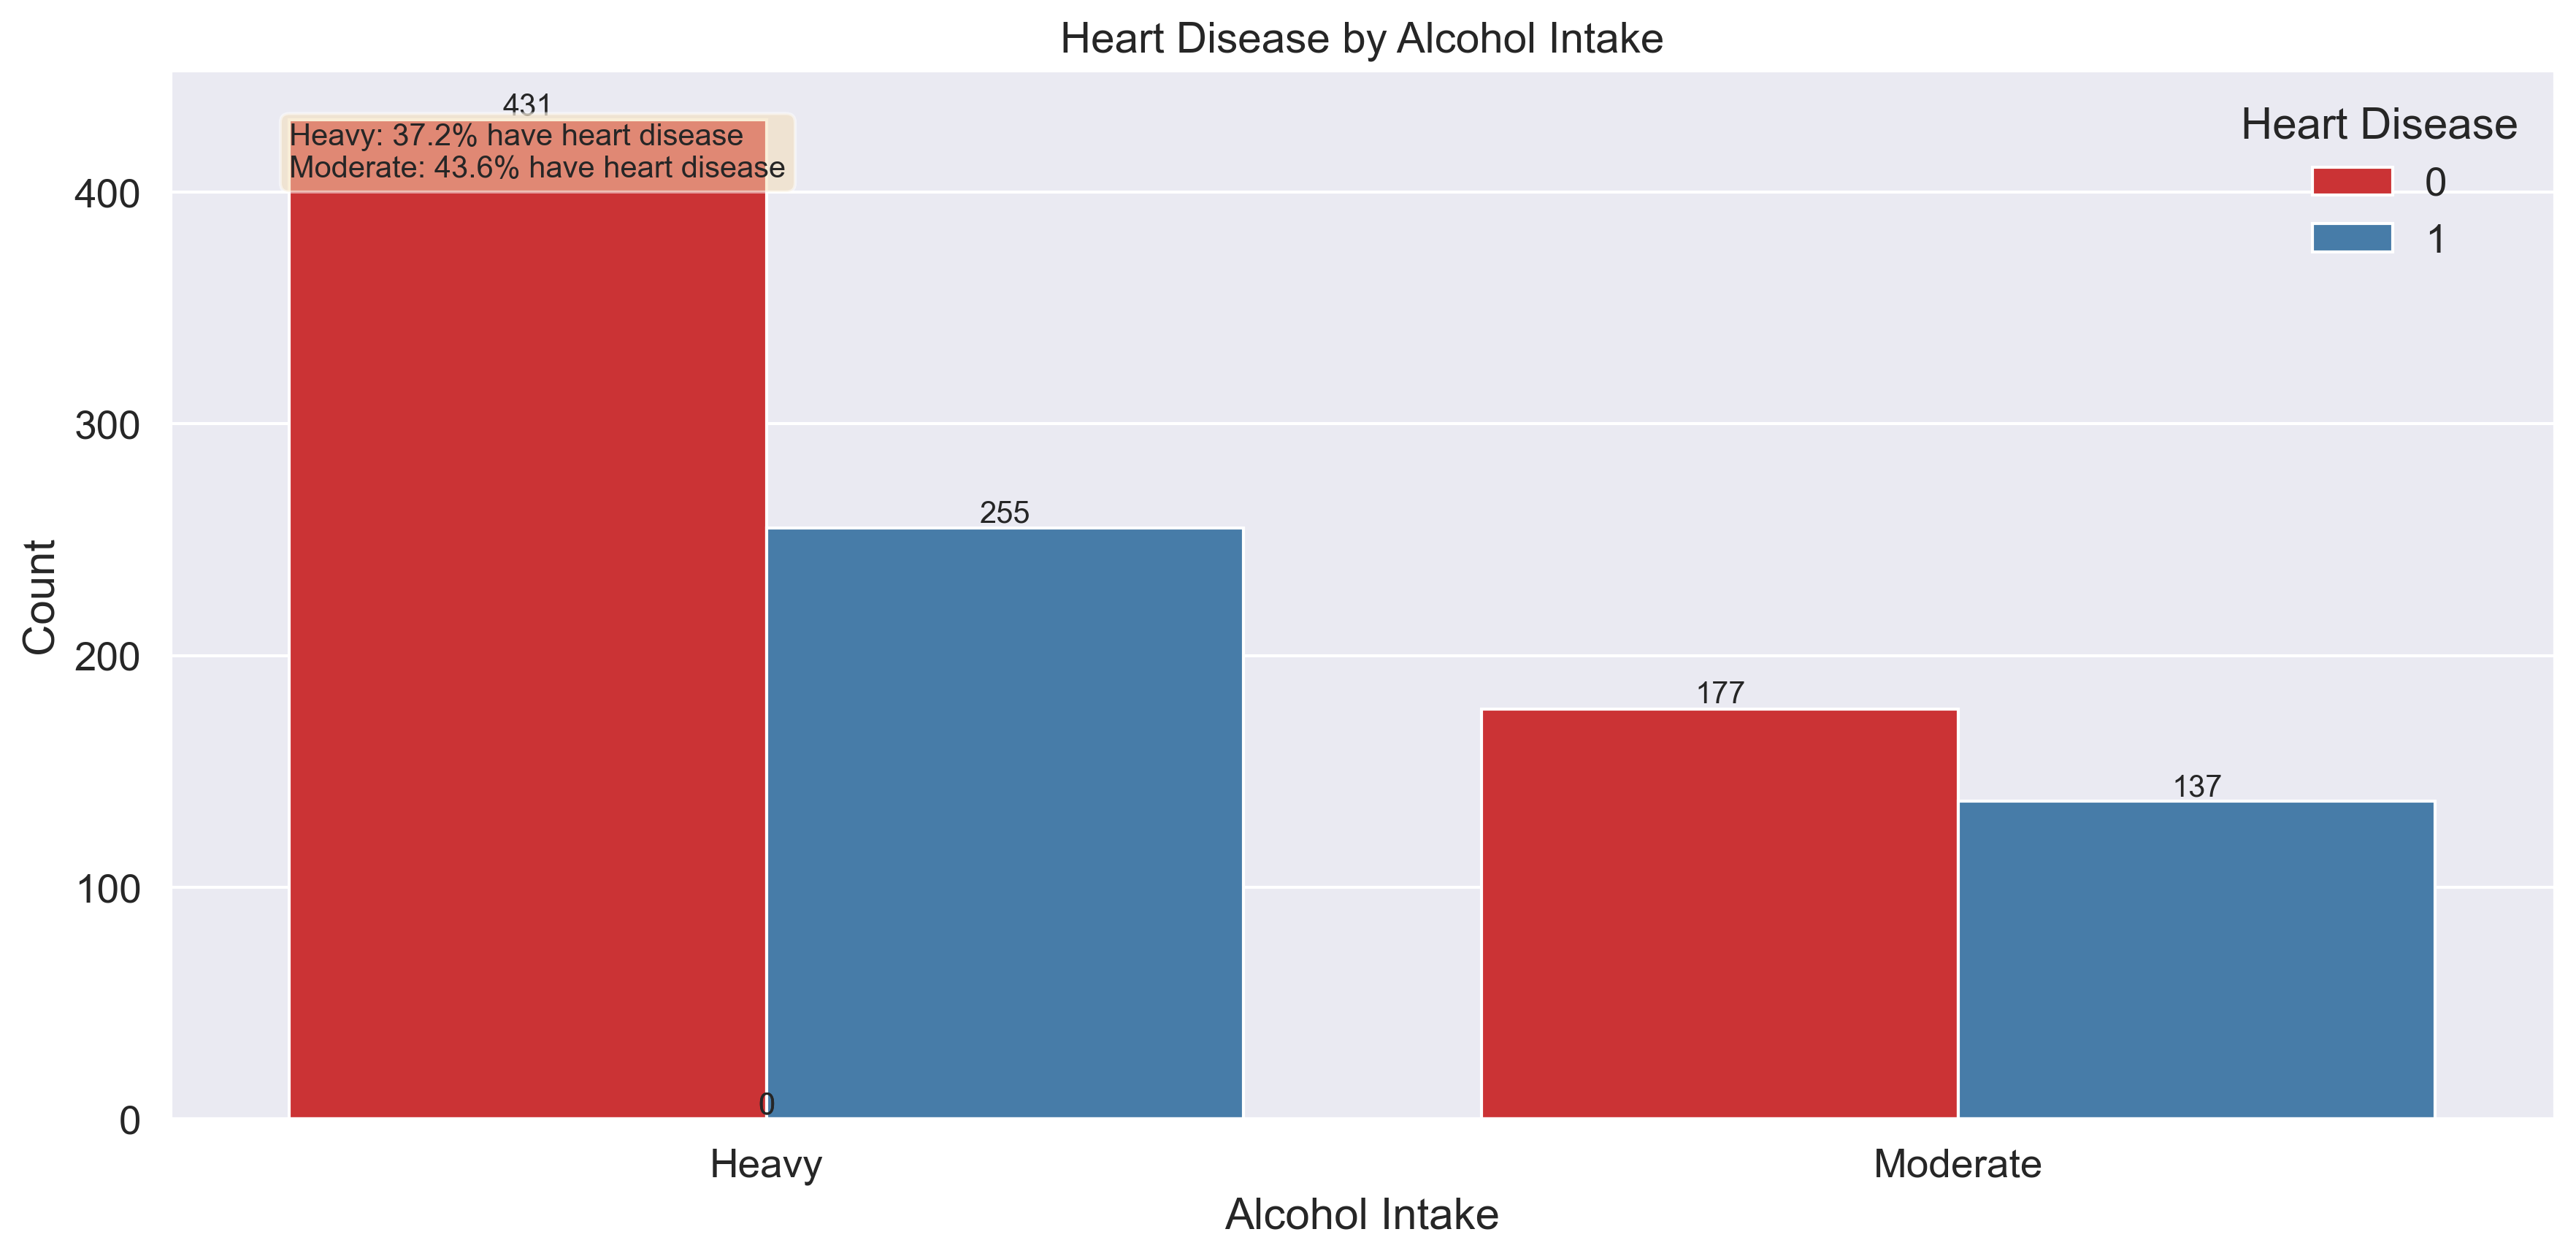 Heart Disease by Alcohol Intake
431
Heavy: 37.2% have heart disease
Moderate: 43.6% have heart disease
Heart Disease
0
1
400
300
200
100
0
Count
255
177
137
0
Heavy
Moderate
Alcohol Intake